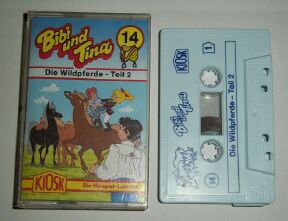 Bibi und Tina
14
Die Wildpferde - Teil 2
KIOSK
Die Hörspiel-Cassette
KIOSK
1
Bibi und Tina
Die Wildpferde - Teil 2
14